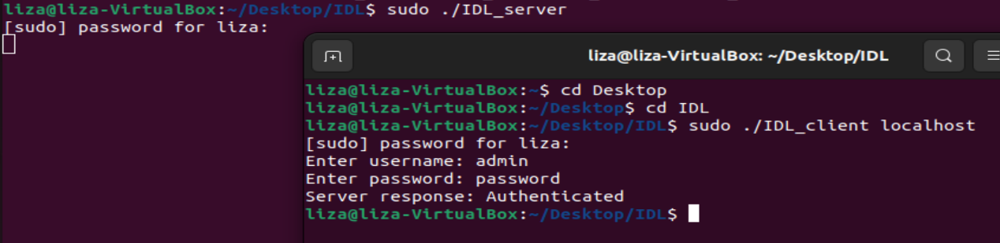 liza@liza-VirtualBox:~/Desktop/IDL$ sudo ./IDL_server
[sudo] password for liza:
liza@liza-VirtualBox: ~/Desktop/IDL
liza@liza-VirtualBox:~$ cd Desktop
liza@liza-VirtualBox:~/Desktop$ cd IDL
liza@liza-VirtualBox:~/Desktop/IDL$ sudo ./IDL_client localhost
[sudo] password for liza:
Enter username: admin
Enter password: password
Server response: Authenticated
liza@liza-VirtualBox:~/Desktop/IDL$